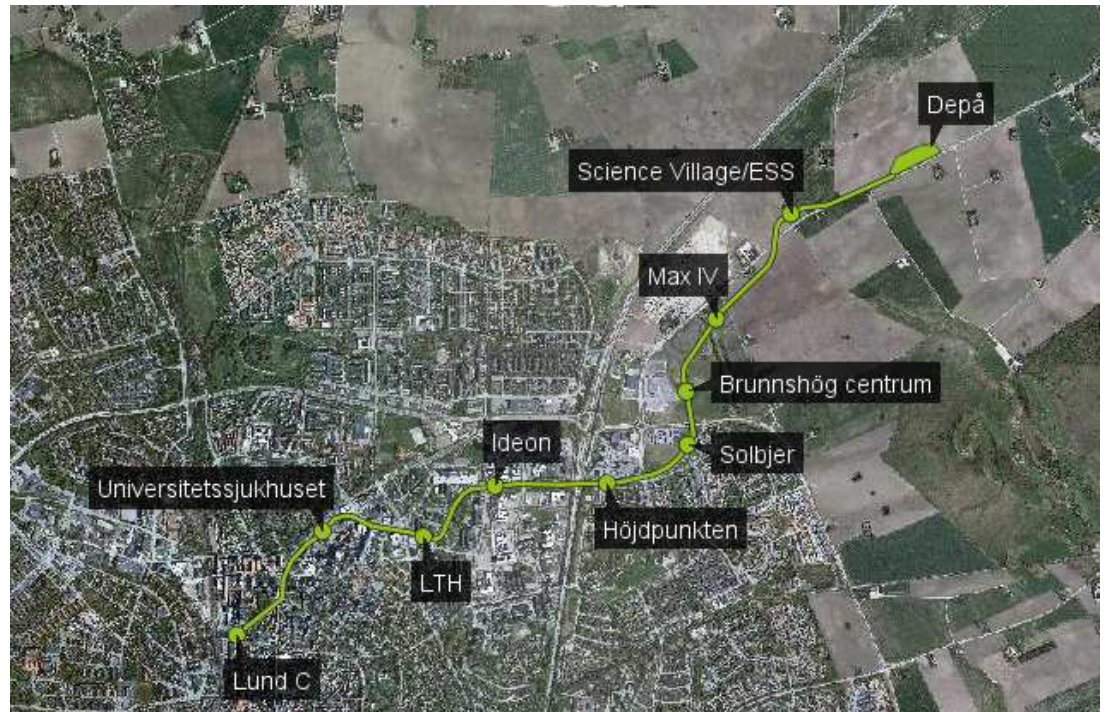 Depå
Science Village/ESS
Max IV
Brunnshög centrum
Ideon
Solbjer
Universitetssjukhuset
Höjdpunkten
LTH
Lund C